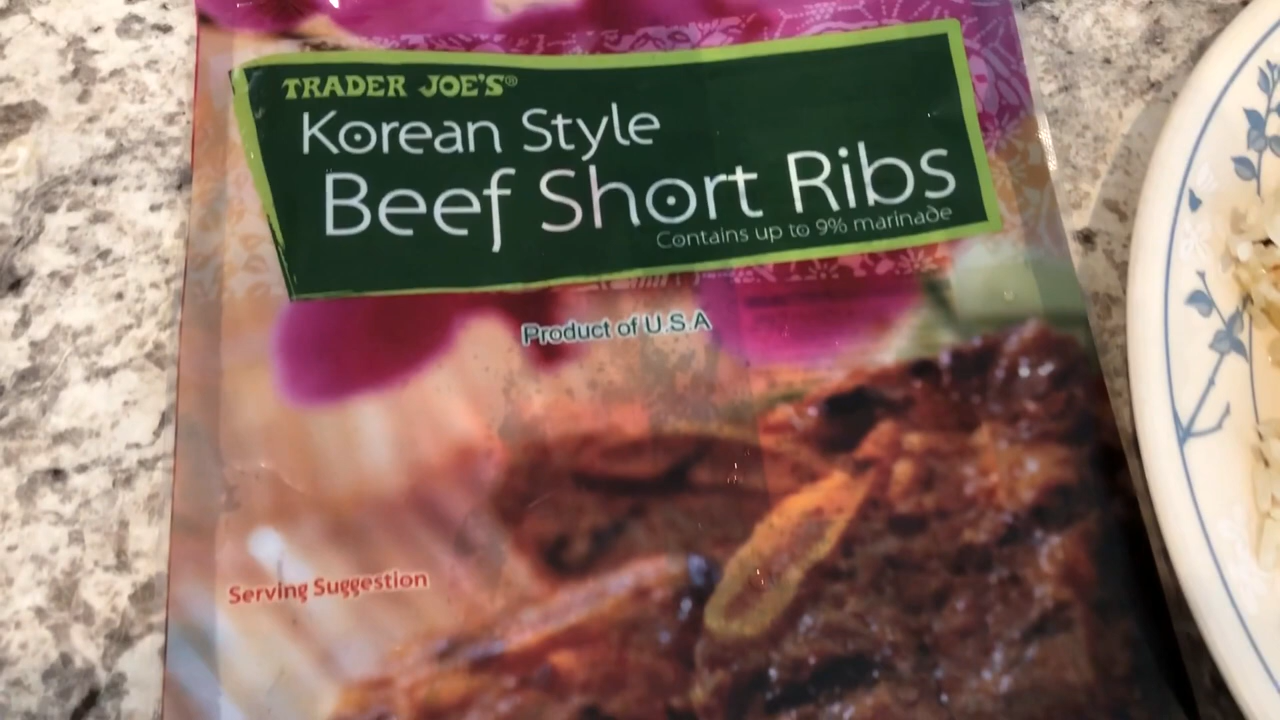 TRADER JOE'S®
Korean Style
Beef Short Ribs
Contains up to 9% marinade
Product of U.S.A
Serving Suggestion